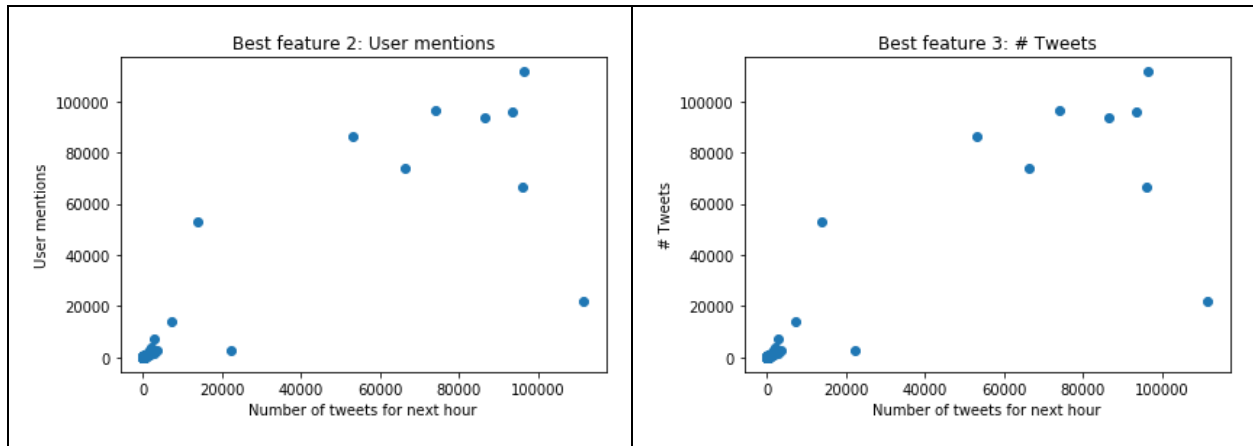 Best feature 2: User mentions
100000
80000
60000
40000
20000
0
User mentions
0 20000 40000 60000 80000 100000
Number of tweets for next hour
Best feature 3: # Tweets
100000
80000
60000
40000
20000
0
# Tweets
0 20000 40000 60000 80000 100000
Number of tweets for next hour